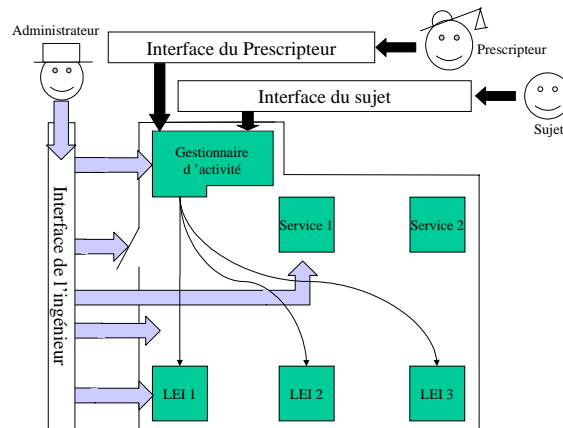 Administrateur
Interface du Prescripteur
Prescripteur
Interface du sujet
Sujet
Gestionnaire
d ’activité
Interface de l’ingénieur
Service 1
Service 2
LEI 1
LEI 2
LEI 3